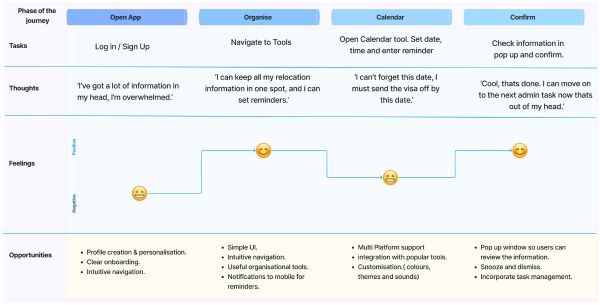 Phase of the
journey
Open App
Organise
Calendar
Confirm
Tasks
Log in / Sign Up
Navigate to Tools
Open Calendar tool. Set date,
time and enter reminder
Check information in
pop up and confirm.
Thoughts
'I've got a lot of information in
my head, I'm overwhelmed.'
'I can keep all my relocation
information in one spot, and i can
set reminders.'
'I can't forget this date, I
must send the visa off by
this date.'
'Cool, thats done. I can move on
to the next admin task now thats
out of my head.'
Feelings
Positive
Negative
Opportunities
• Profile creation & personalisation.
• Clear onboarding.
• Intuitive navigation.
• Simple UI.
• Intuitive navigation.
• Useful organisational tools.
• Notifications to mobile for
reminders.
• Multi Platform support
• integration with popular tools.
• Customisation.( colours,
themes and sounds)
• Pop up window so users can
review the information.
• Snooze and dismiss.
• Incorporate task management.